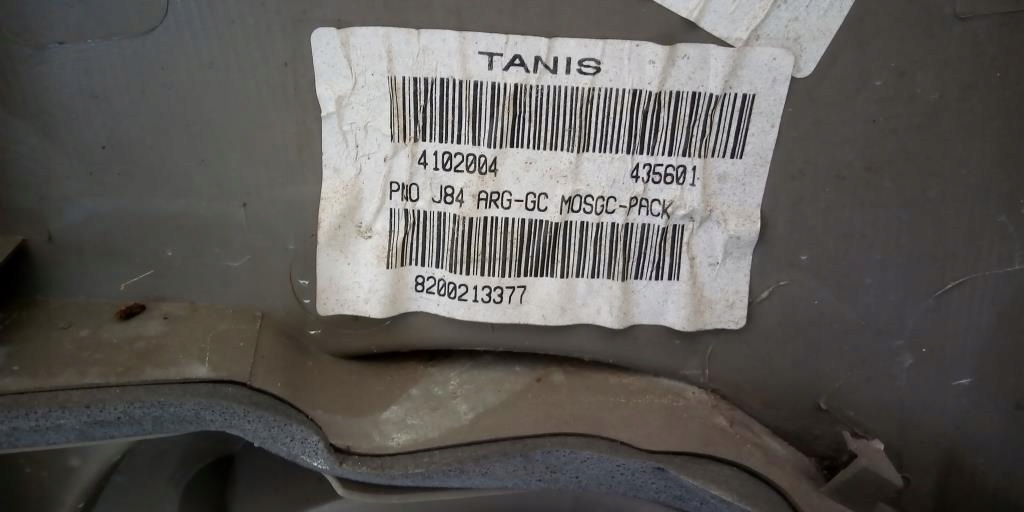 TANIS
4102004 435601
PNO J84 ARG-GC MOSGC-PACK
8200213377